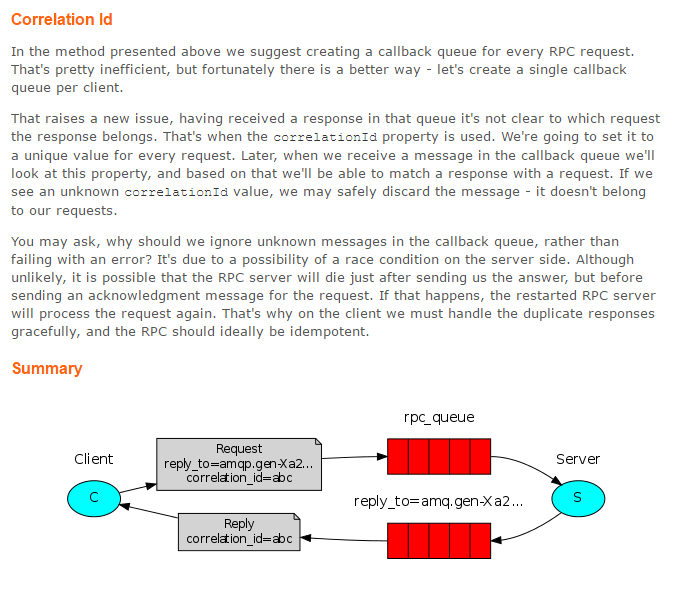 Correlation Id
In the method presented above we suggest creating a callback queue for every RPC request.
That's pretty inefficient, but fortunately there is a better way - let's create a single callback
queue per client.
That raises a new issue, having received a response in that queue it's not clear to which request
the response belongs. That's when the correlationId property is used. We're going to set it to
a unique value for every request. Later, when we receive a message in the callback queue we'll
look at this property, and based on that we'll be able to match a response with a request. If we
see an unknown correlationId value, we may safely discard the message - it doesn't belong
to our requests.
You may ask, why should we ignore unknown messages in the callback queue, rather than
failing with an error? It's due to a possibility of a race condition on the server side. Although
unlikely, it is possible that the RPC server will die just after sending us the answer, but before
sending an acknowledgment message for the request. If that happens, the restarted RPC server
will process the request again. That's why on the client we must handle the duplicate responses
gracefully, and the RPC should ideally be idempotent.
Summary
rpc_queue
Client
Request
reply_to=amqp.gen-Xa2...
correlation_id=abc
Server
C
S
reply_to=amq.gen-Xa2...
Reply
correlation_id=abc